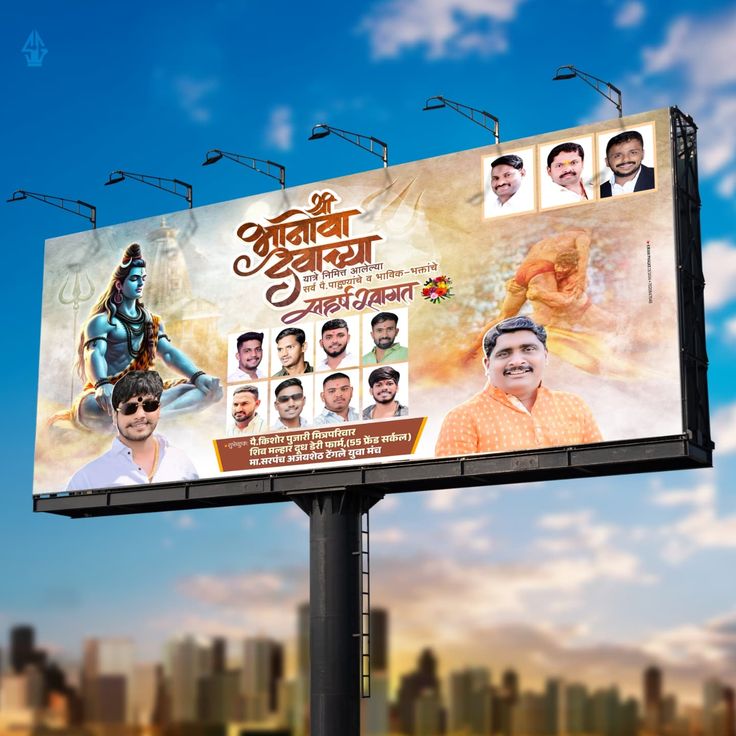 श्री
भानोबा
देवाच्या
यात्रे निमित्त आलेल्या
सर्व पै.पाहुण्यांचे व भाविक-भक्तांचे
सहर्ष स्वागत
पै.किशोर पुजारी मित्रपरिवार
शिव मल्हार दूध डेरी फार्म,(55 फ्रेंड सर्कल)
मा.सरपंच अजयशेठ टेंगले युवा मंच